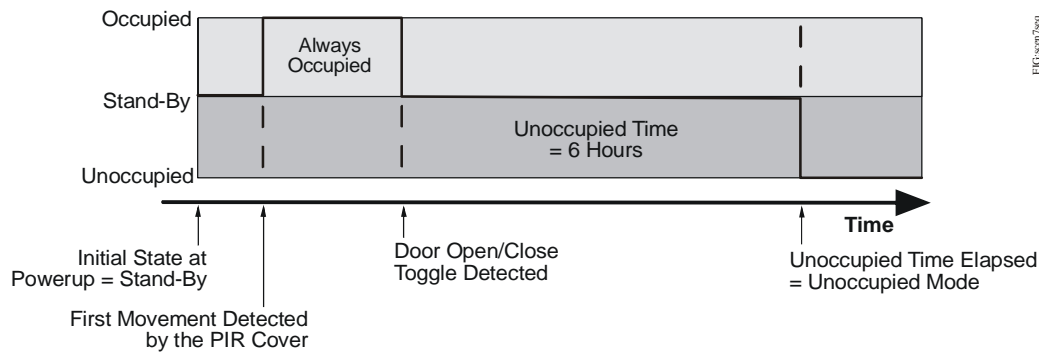 Occupied
Always
Occupied
Stand-By
Unoccupied Time
= 6 Hours
Unoccupied
Time
Initial State at
Powerup = Stand-By
First Movement Detected
by the PIR Cover
Door Open/Close
Toggle Detected
Unoccupied Time Elapsed
= Unoccupied Mode